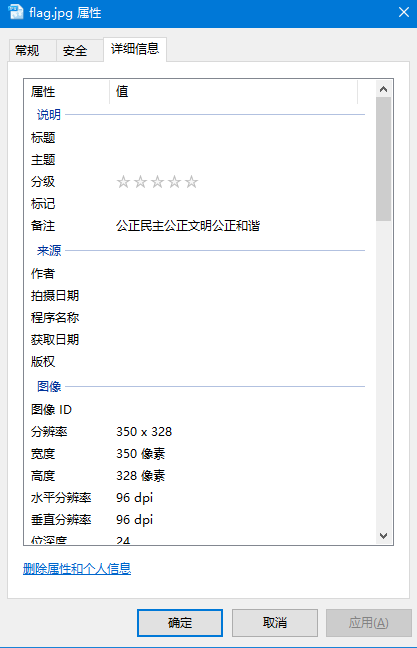 flag.jpg 属性
常规 安全 详细信息
属性 值
说明
标题
主题
分级
标记
备注 公正民主公正文明公正和谐
来源
作者
拍摄日期
程序名称
获取日期
版权
图像
图像 ID
分辨率 350 x 328
宽度 350 像素
高度 328 像素
水平分辨率 96 dpi
垂直分辨率 96 dpi
位深度 24
删除属性和个人信息
确定 取消 应用(A)